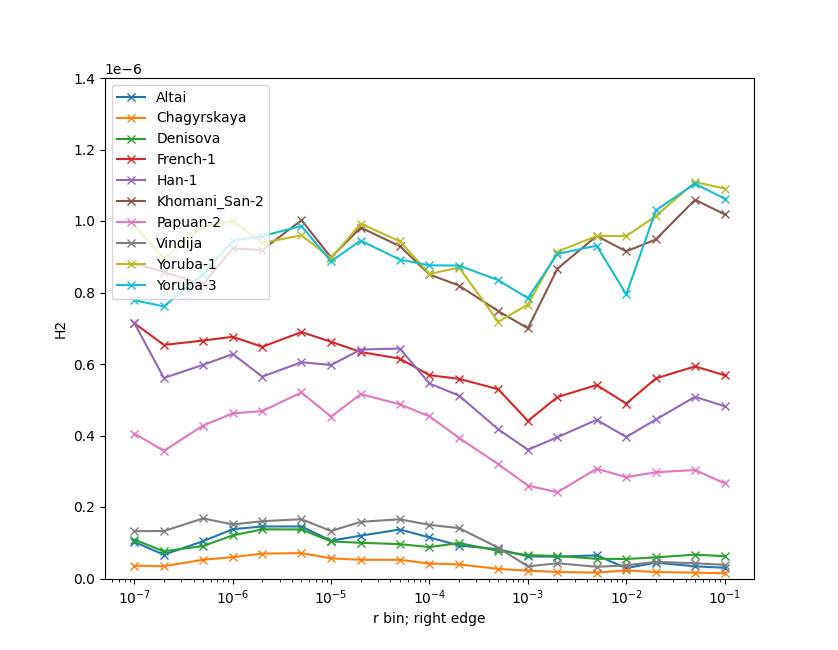 1e−6
1.4
1.2
1.0
0.8
0.6
0.4
0.2
0.0
H2
Altai
Chagyrskaya
Denisova
French-1
Han-1
Khomani_San-2
Papuan-2
Vindija
Yoruba-1
Yoruba-3
10⁻⁷ 10⁻⁶ 10⁻⁵ 10⁻⁴ 10⁻³ 10⁻² 10⁻¹
r bin; right edge